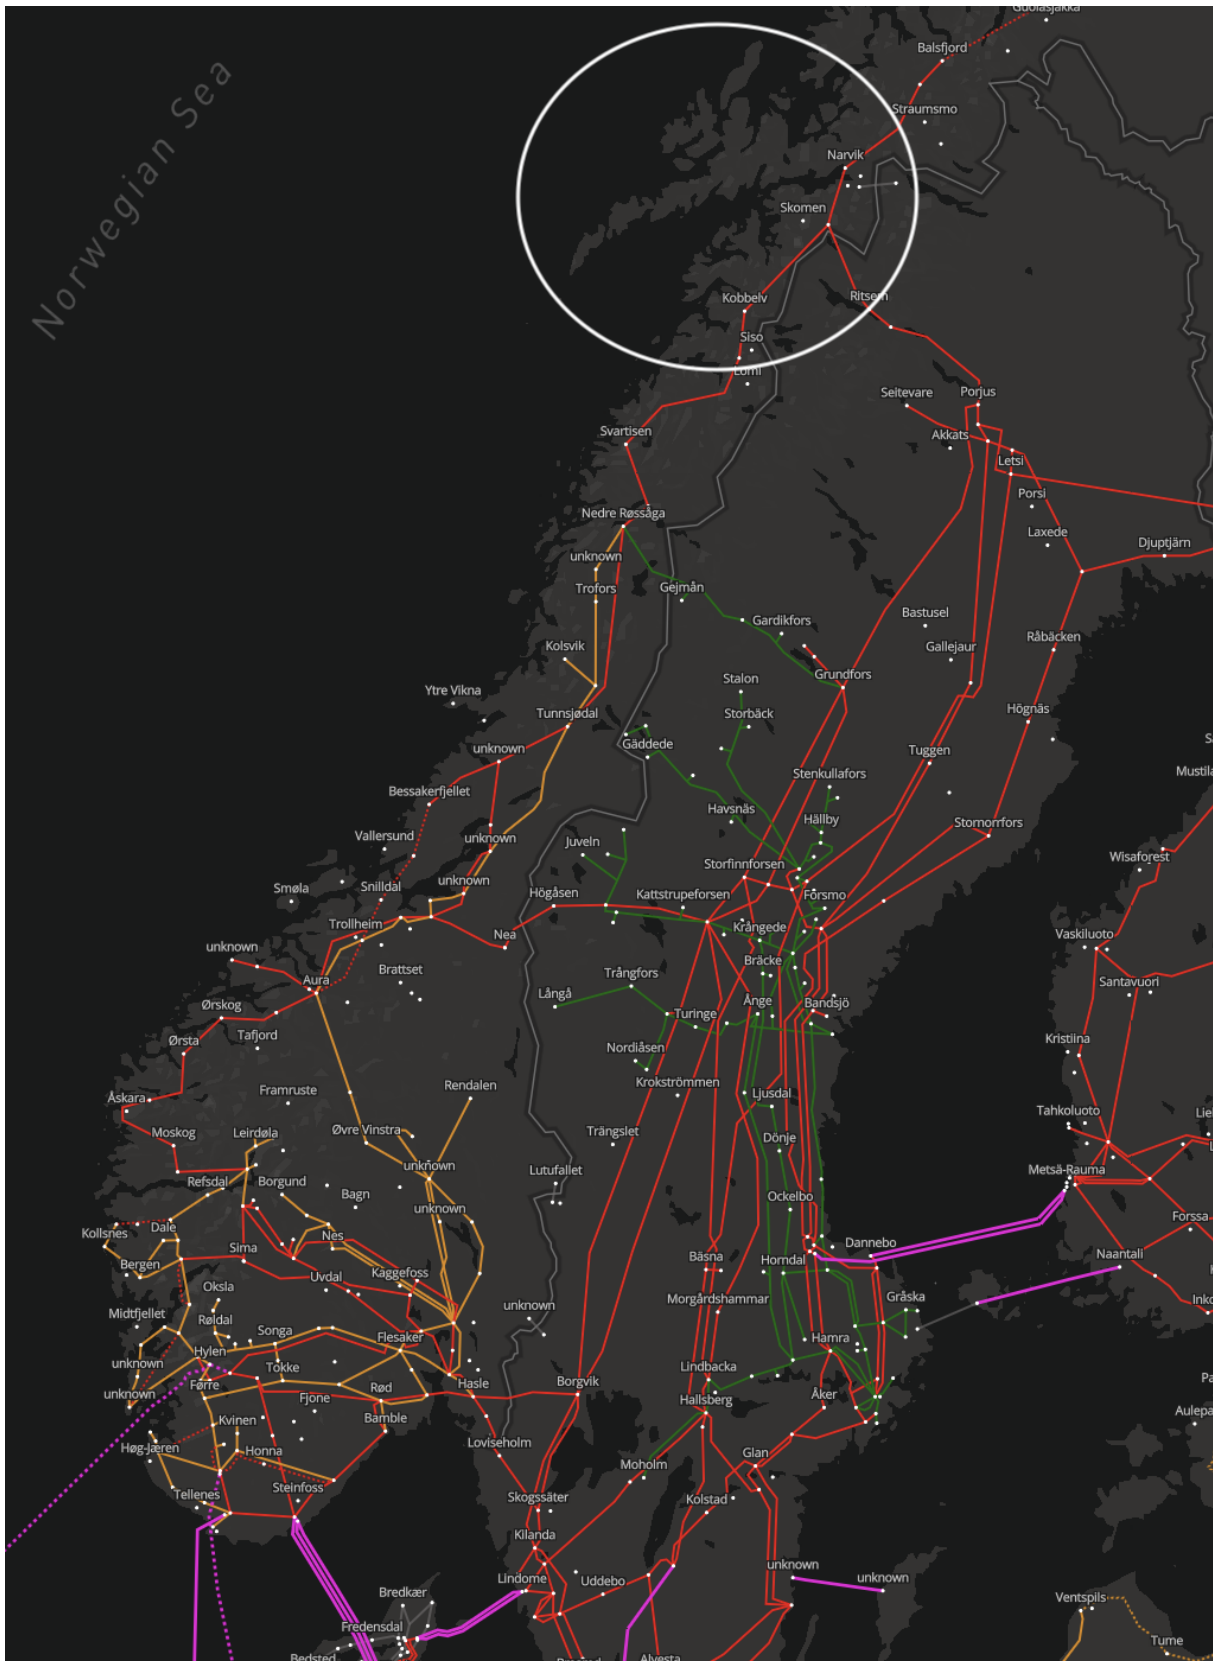 Guolasjakka
Balsfjord
Norwegian Sea
Straumsmo
Narvik
Skomen
Kobbelv
Ritsem
Siso
Lomi
Seitevare
Porjus
Svartisen
Akkats
Letsi
Porsi
Nedre Røssåga
Laxede
Djuptjärn
unknown
Trofors
Gejmån
Gardikfors
Bastusel
Råbäcken
Kolsvik
Gallejaur
Grundfors
Stalon
Ytre Vikna
Storbäck
Högnäs
Tunnsjødal
Gäddede
unknown
Tuggen
Mustila
Stenkullafors
Bessakerfjellet
Havsnäs
Hällby
Stornorrfors
Vallersund
unknown
Juveln
Storfinnforsen
Wisaforest
Smøla
Snilldal
unknown
Högåsen
Kattstrupeforsen
Forsmo
Trollheim
Nea
Krångede
Vaskiluoto
unknown
Aura
Brattset
Bräcke
Trångfors
Långå
Santavuori
Ørskog
Turinge
Ånge
Bandsjö
Ørsta
Tafjord
Nordiåsen
Kristiina
Krokströmmen
Åskara
Framruste
Rendalen
Ljusdal
Tahkoluoto
Moskog
Leirdøla
Øvre Vinstra
Trängslet
Dönje
unknown
Lutufallet
Metsä-Rauma
Refsdal
Borgund
Bagn
Ockelbo
unknown
Kollsnes
Dale
Nes
Forssa
Sima
Dannebo
Naantali
Bergen
Uvdal
Kaggefoss
Bäsna
Horndal
Oksla
Gråska
Midtfjellet
Røldal
unknown
Morgårdshammar
Songa
Flesaker
Hamra
Hylen
Tokke
Lindbacka
unknown
Førre
Hasle
Borgvik
Rød
Åker
unknown
Fjone
Hallsberg
Kvinen
Bamble
Høg-Jæren
Honna
Loviseholm
Glan
Moholm
Tellenes
Steinfoss
Skogssäter
Kolstad
Kilanda
Lindome
Uddebo
unknown
unknown
Bredkær
Ventspils
Fredensdal
Tume
Bedsted
Alvesta